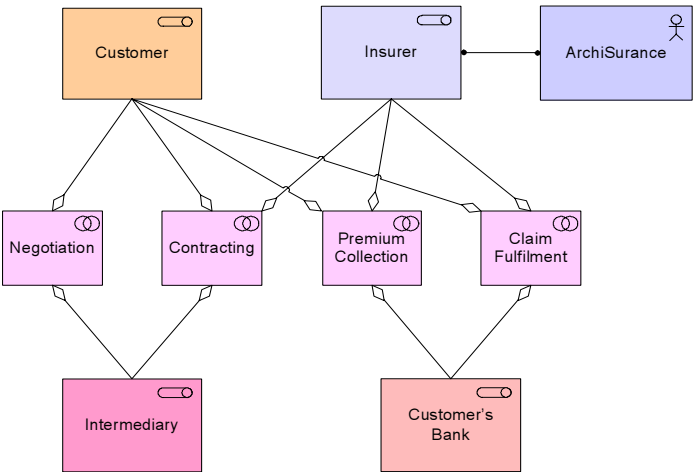 Customer
Insurer
ArchiSurance
Negotiation
Contracting
Premium
Collection
Claim
Fulfilment
Intermediary
Customer's
Bank